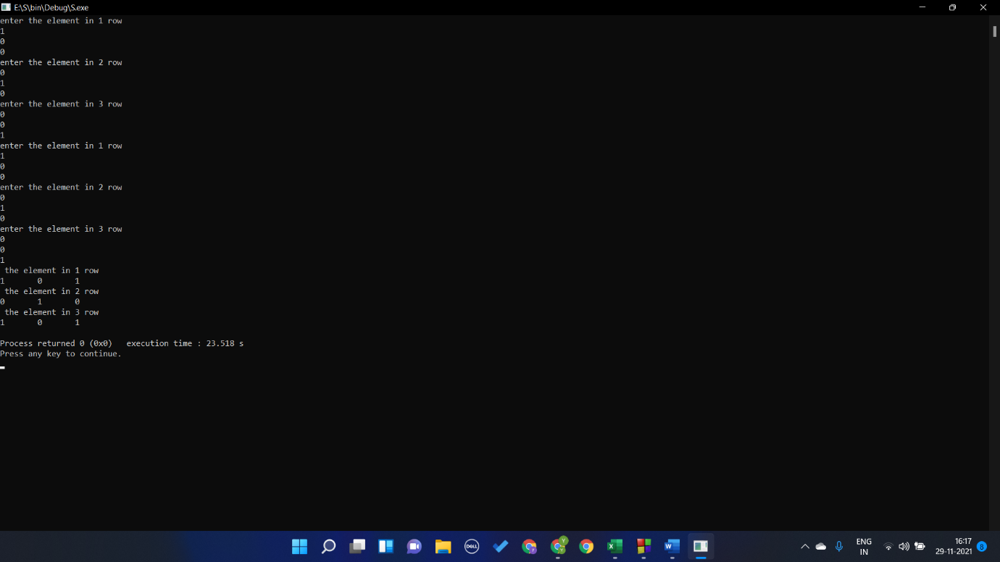 E:\S\bin\Debug\S.exe
enter the element in 1 row
1
0
0
enter the element in 2 row
0
1
0
enter the element in 3 row
0
0
1
enter the element in 1 row
1
0
0
enter the element in 2 row
0
1
0
enter the element in 3 row
0
0
1
the element in 1 row
1 0 1
the element in 2 row
0 1 0
the element in 3 row
1 0 1
Process returned 0 (0x0) execution time : 23.518 s
Press any key to continue.
DELL
Y
Y
y
X
W
ENG
IN
16:17
29-11-2021
8